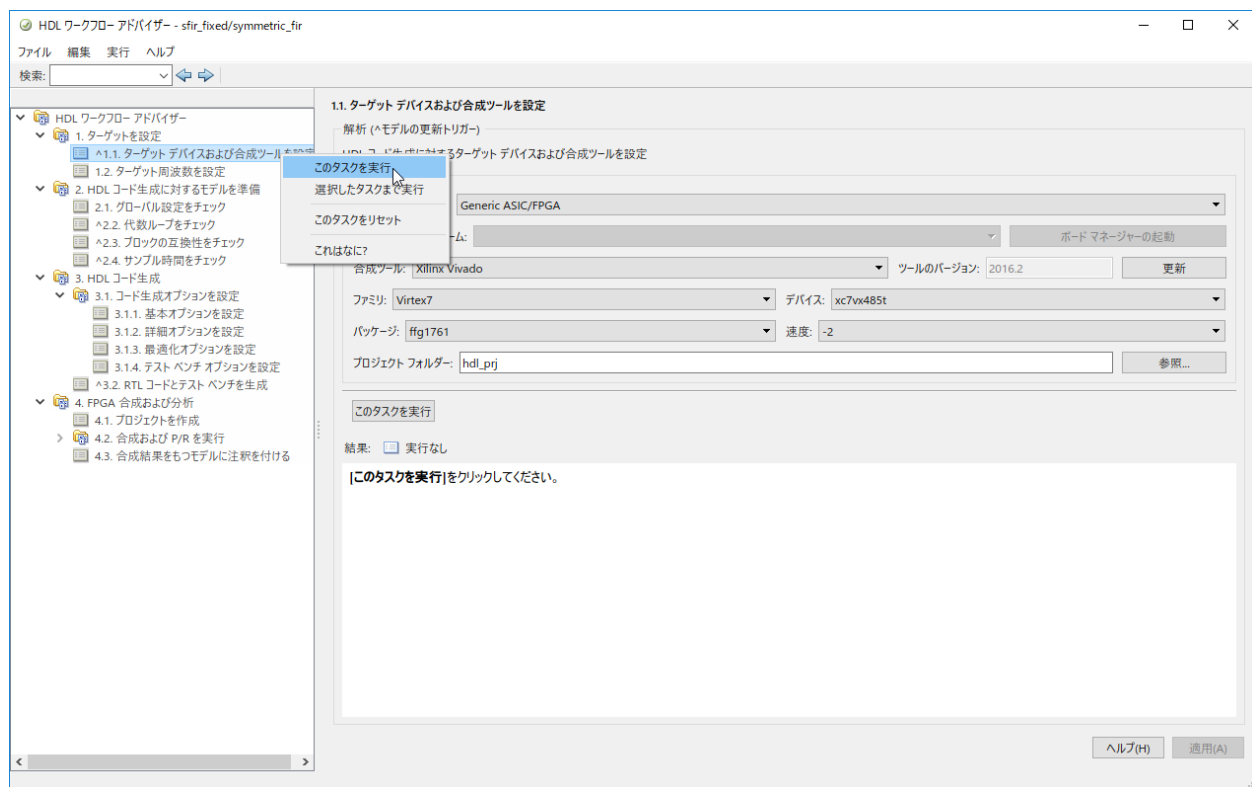 HDL ワークフロー アドバイザー - sfir_fixed/symmetric_fir
ファイル 編集 実行 ヘルプ
検索:
HDL ワークフロー アドバイザー
1. ターゲットを設定
^1.1. ターゲット デバイスおよび合成ツールを設定
1.2. ターゲット周波数を設定
2. HDL コード生成に対するモデルを準備
2.1. グローバル設定をチェック
^2.2. 代数ループをチェック
^2.3. ブロックの互換性をチェック
^2.4. サンプル時間をチェック
3. HDL コード生成
3.1. コード生成オプションを設定
3.1.1. 基本オプションを設定
3.1.2. 詳細オプションを設定
3.1.3. 最適化オプションを設定
3.1.4. テスト ベンチ オプションを設定
^3.2. RTL コードとテスト ベンチを生成
4. FPGA 合成および分析
4.1. プロジェクトを作成
4.2. 合成および P/R を実行
4.3. 合成結果をもつモデルに注釈を付ける
このタスクを実行
選択したタスクまで実行
このタスクをリセット
これはなに?
1.1. ターゲット デバイスおよび合成ツールを設定
解析 (^モデルの更新トリガー)
HDL コード生成に対するターゲット デバイスおよび合成ツールを設定
Generic ASIC/FPGA
ーム: ボード マネージャーの起動
合成ツール: Xilinx Vivado ツールのバージョン: 2016.2 更新
ファミリ: Virtex7 デバイス: xc7vx485t
パッケージ: ffg1761 速度: -2
プロジェクト フォルダー: hdl_prj 参照...
このタスクを実行
結果: 実行なし
[このタスクを実行]をクリックしてください。
ヘルプ(H) 適用(A)